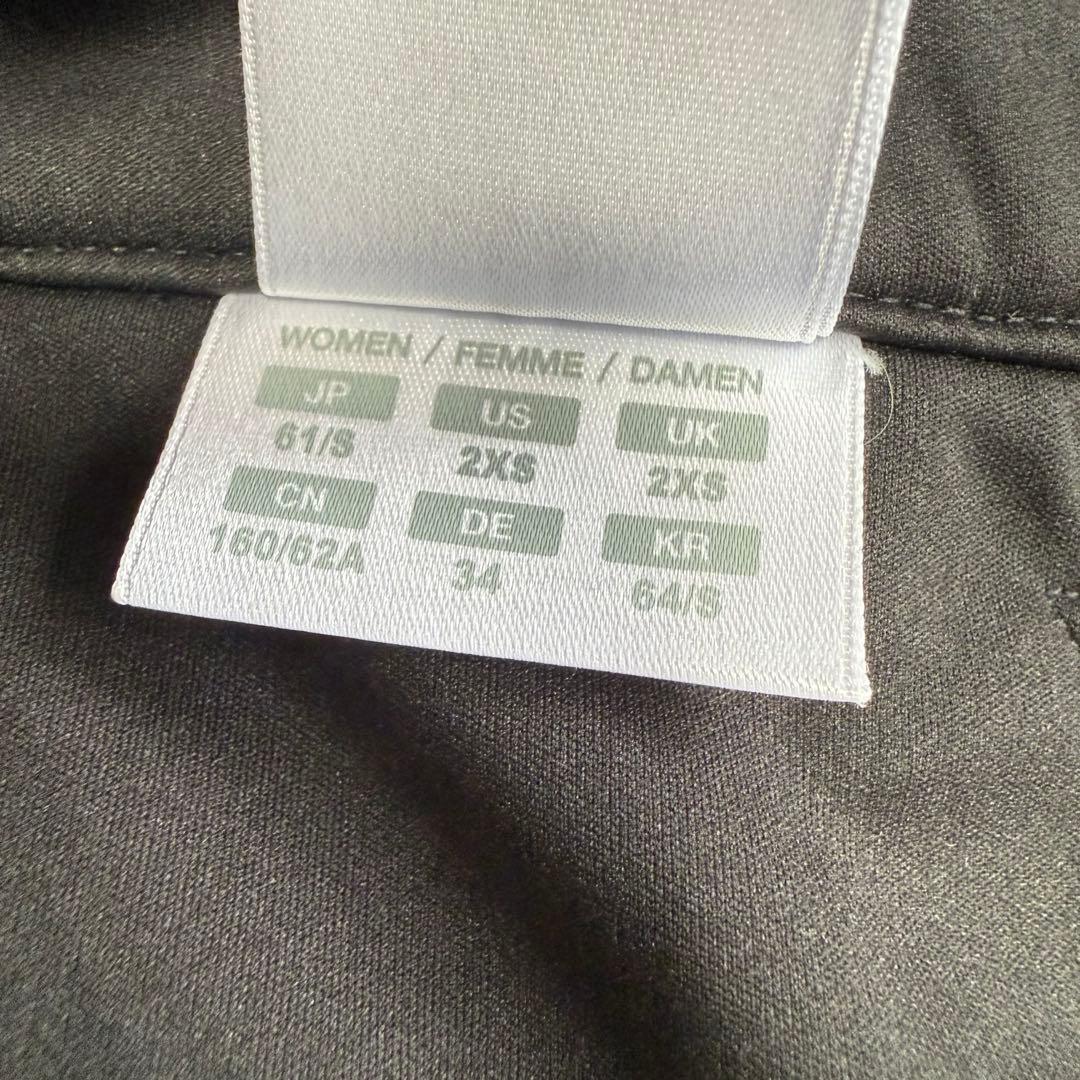 WOMEN / FEMME / DAMEN
JP US UK
61/S 2XS 2XS
CN DE KR
160/62A 34 64/S